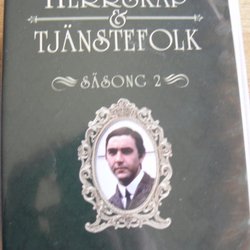 HERRSKAP
&
TJÄNSTEFOLK
SÄSONG 2